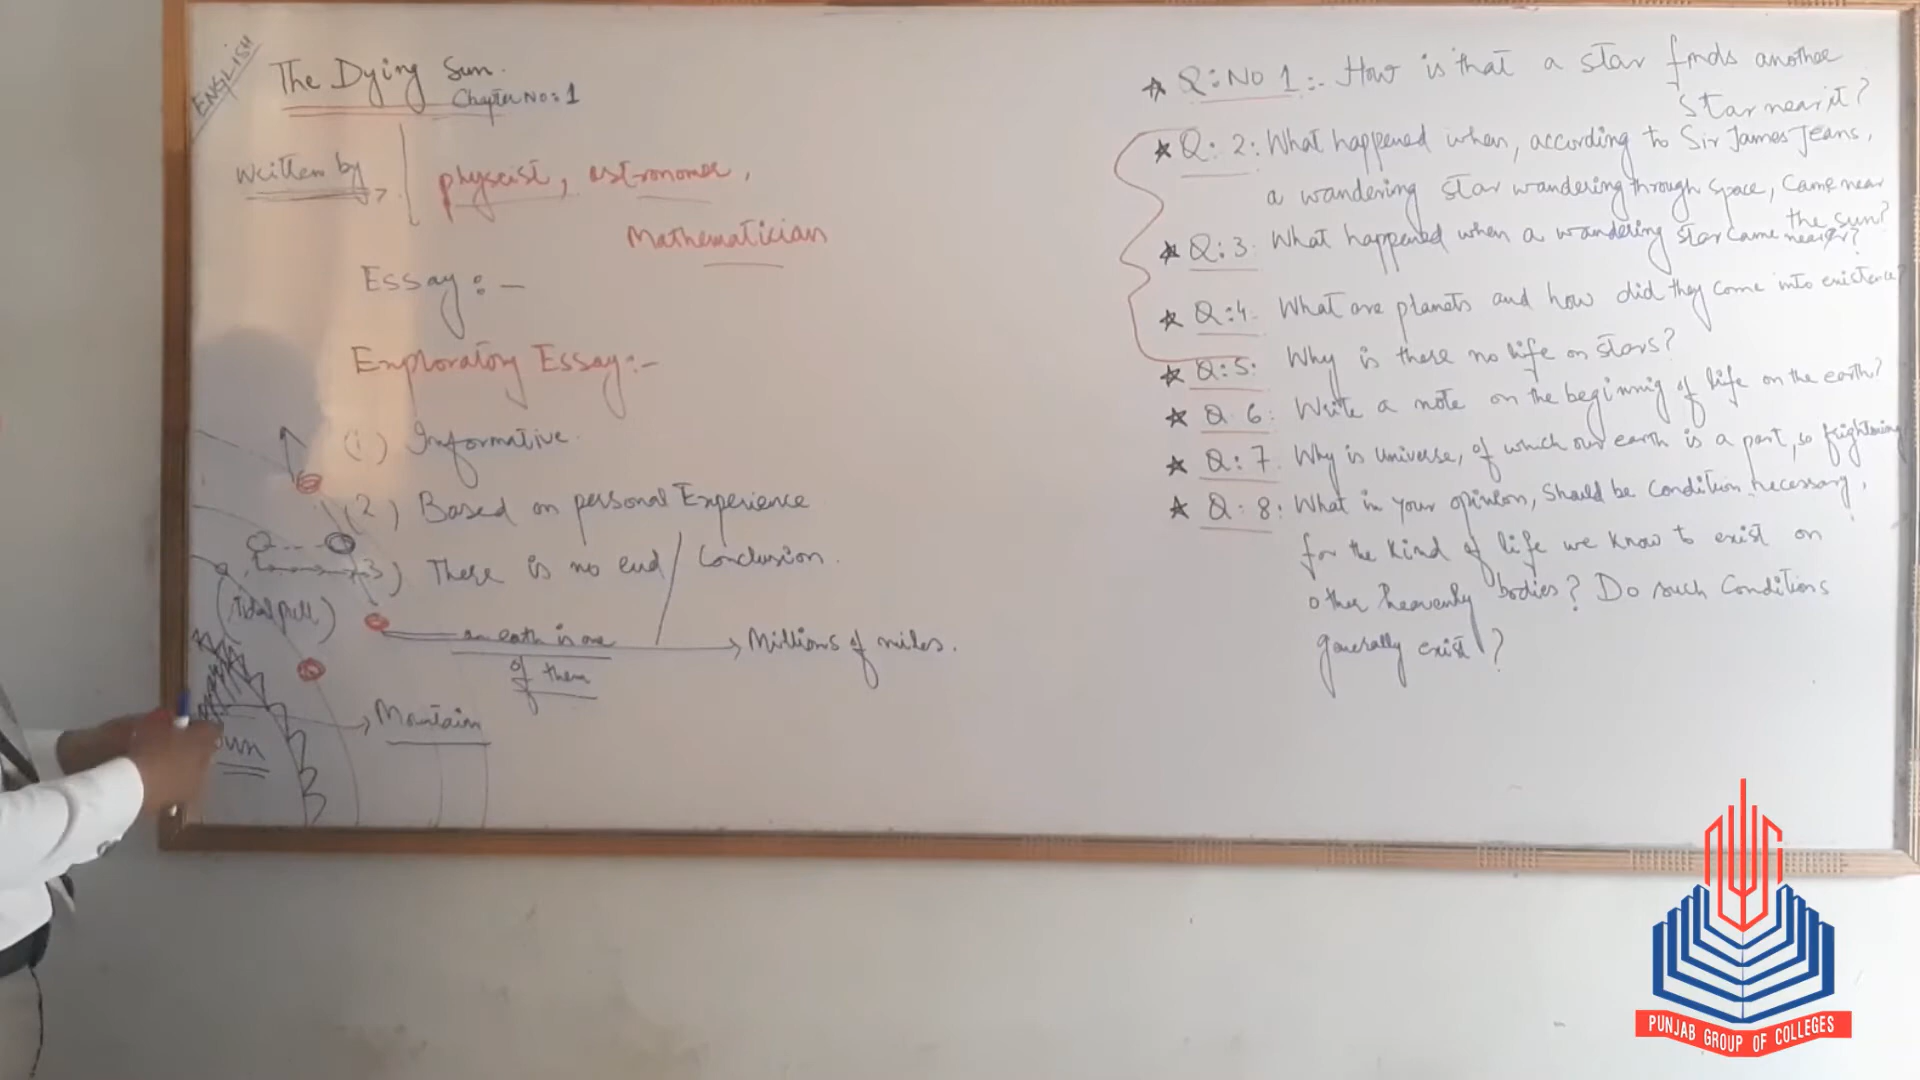 ENGLISH
The Dying Sun.
Chapter No: 1
Written by
physcist, astronomer,
Mathematician
Essay: -
Exploratory Essay:-
(1) Informative.
(2) Based on personal Experience
3) There is no end / Conclusion.
(Tidal pull)
an earth is one
of them
Millions of miles.
Mountain
Sun
Q: No 1 :- How is that a star finds another
star near it?
Q: 2: What happened when, according to Sir James Jeans,
a wandering star wandering through space, came near
the sun?
Q: 3. What happened when a wandering star came nearer?
Q: 4. What are planets and how did they come into existence?
Q: 5: Why is there no life on stars?
Q 6: Write a note on the beginning of life on the earth?
Q: 7. Why is universe, of which our earth is a part, so frightening
Q: 8: What in your opinion, should be condition necessary,
for the kind of life we know to exist on
other heavenly bodies? Do such conditions
generally exist?
PUNJAB GROUP OF COLLEGES